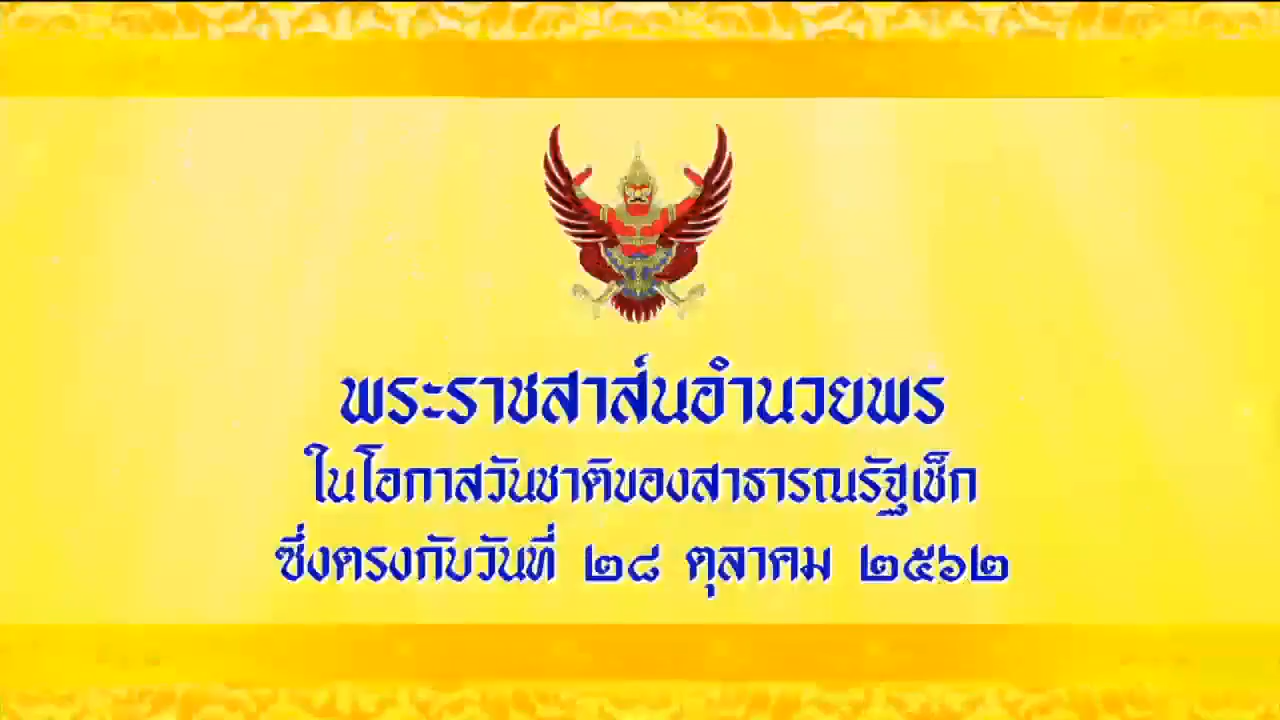 พระราชสาส์นอำนวยพร
ในโอกาสวันชาติของสาธารณรัฐเช็ก
ซึ่งตรงกับวันที่ ๒๘ ตุลาคม ๒๕๖๒